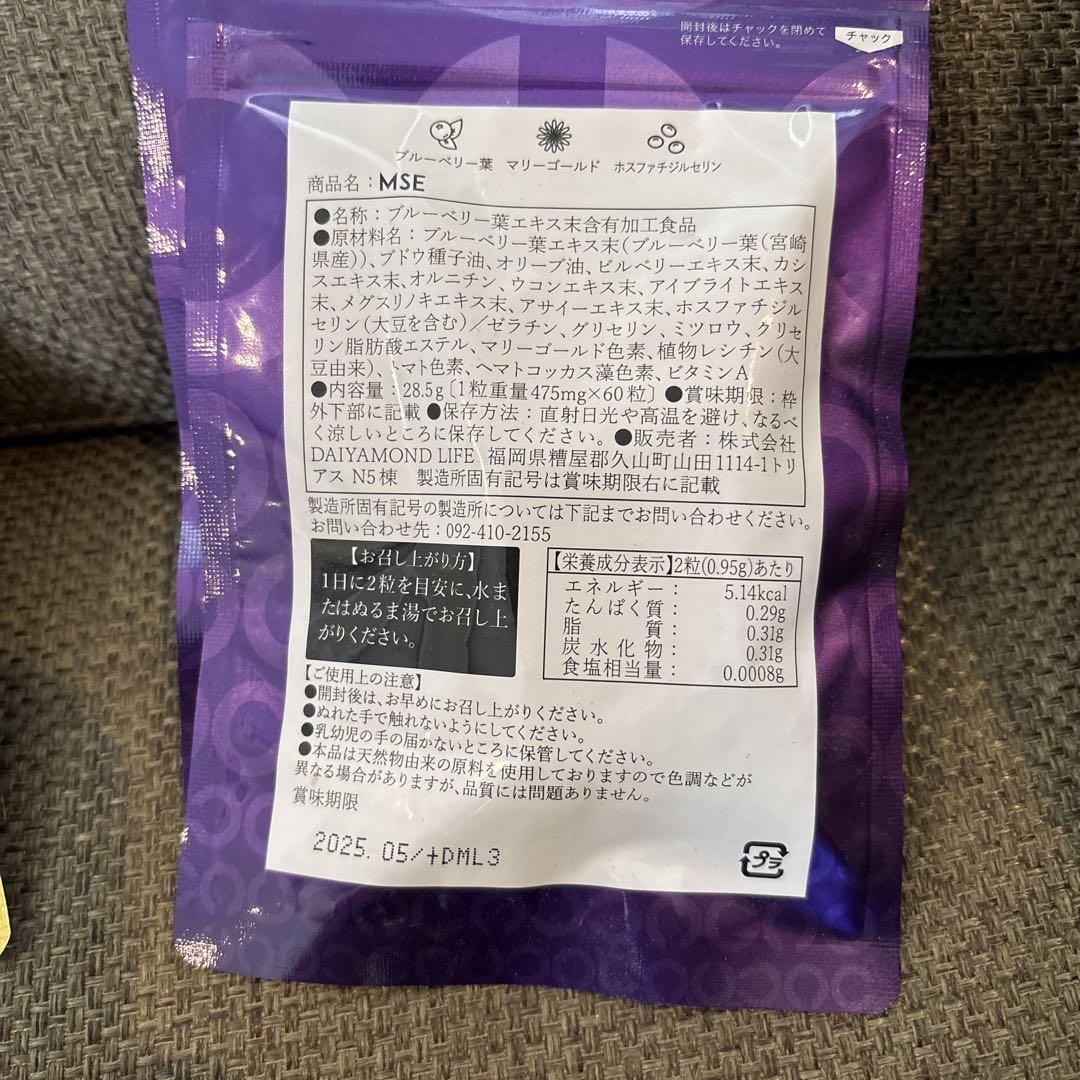 開封後はチャックを閉めて
保存してください。
チャック
ブルーベリー葉 マリーゴールド ホスファチジルセリン
商品名：MSE
●名称：ブルーベリー葉エキス末含有加工食品
●原材料名：ブルーベリー葉エキス末（ブルーベリー葉（宮崎
県産））、ブドウ種子油、オリーブ油、ビルベリーエキス末、カシ
スエキス末、オルニチン、ウコンエキス末、アイブライトエキス
末、メグスリノキエキス末、アサイーエキス末、ホスファチジル
セリン（大豆を含む）／ゼラチン、グリセリン、ミツロウ、グリセ
リン脂肪酸エステル、マリーゴールド色素、植物レシチン（大
豆由来）、トマト色素、ヘマトコッカス藻色素、ビタミンA
●内容量：28.5g〔1粒重量475mg×60粒〕●賞味期限：枠
外下部に記載●保存方法：直射日光や高温を避け、なるべ
く涼しいところに保存してください。●販売者：株式会社
DAIYAMOND LIFE 福岡県糟屋郡久山町山田1114-1トリ
アス N5棟 製造所固有記号は賞味期限右に記載
製造所固有記号の製造所については下記までお問い合わせください。
お問い合わせ先：092-410-2155
【お召し上がり方】
1日に2粒を目安に、水ま
たはぬるま湯でお召し上
がりください。
【栄養成分表示】2粒(0.95g)あたり
エネルギー： 5.14kcal
たんぱく質： 0.29g
脂質： 0.31g
炭水化物： 0.31g
食塩相当量： 0.0008g
【ご使用上の注意】
●開封後は、お早めにお召し上がりください。
●ぬれた手で触れないようにしてください。
●乳幼児の手の届かないところに保管してください。
●本品は天然物由来の原料を使用しておりますので色調などが
異なる場合がありますが、品質には問題ありません。
賞味期限
2025. 05/+DML3
プラ